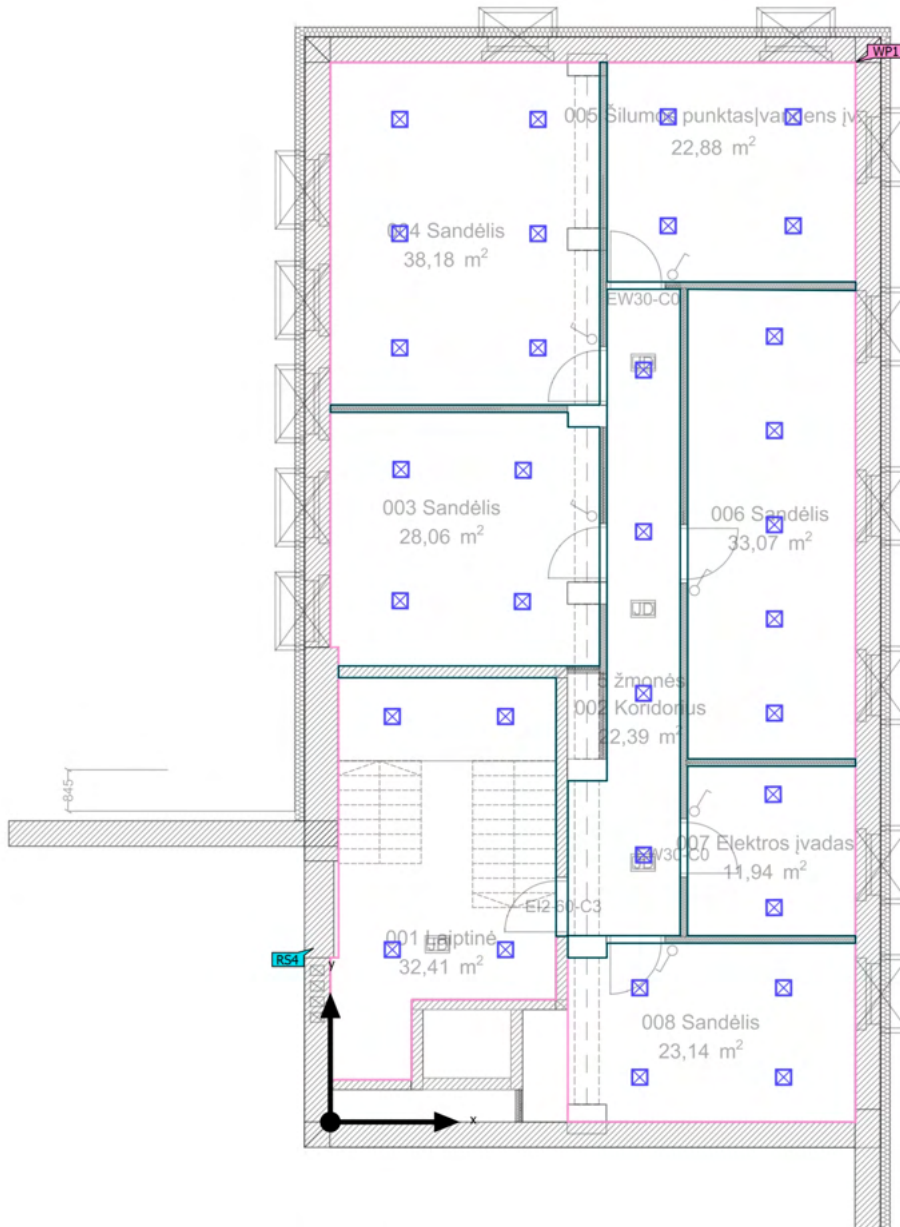 WP1
005 Šilumos punktas|vandens įv
22,88 m²
004 Sandėlis
38,18 m²
EW30-C0
JD
003 Sandėlis
28,06 m²
006 Sandėlis
33,07 m²
JD
5 žmonės
002 Koridorius
22,39 m²
845
007 Elektros įvadas
EW30-C0
JD
11,94 m²
EI2 60-C3
001 Laiptinė
JD
32,41 m²
RS4
y
008 Sandėlis
23,14 m²
x